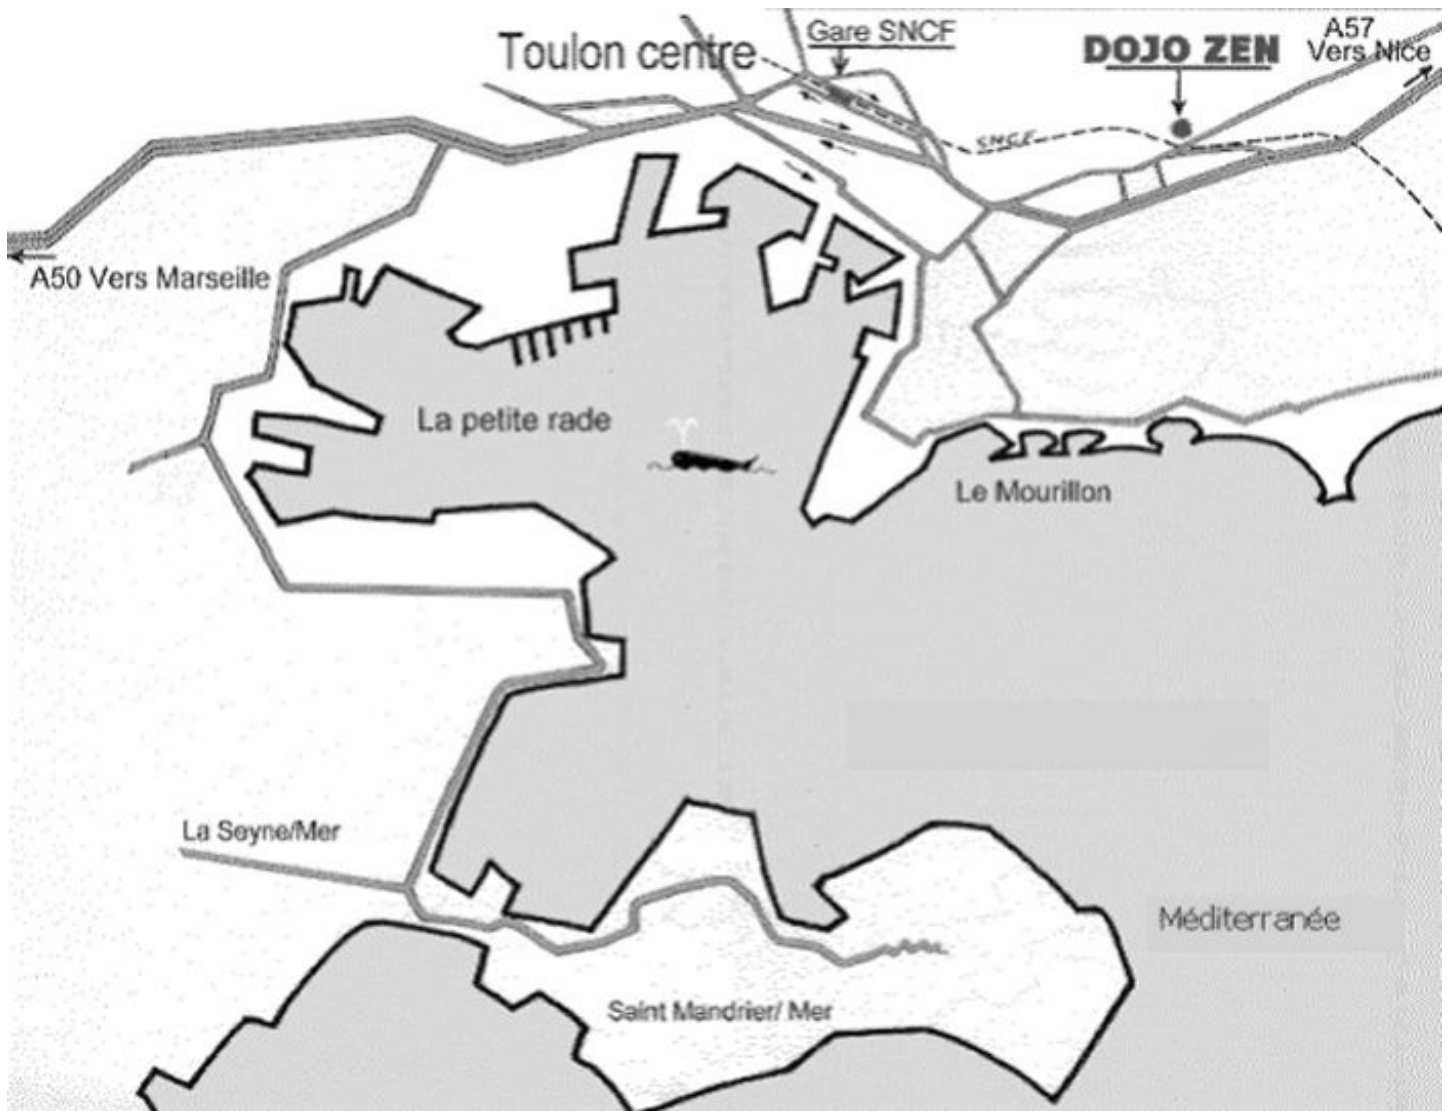 Toulon centre
Gare SNCF
DOJO ZEN
A57
Vers Nice
SNCF
A50 Vers Marseille
La petite rade
Le Mourillon
La Seyne/Mer
Méditerranée
Saint Mandrier/ Mer